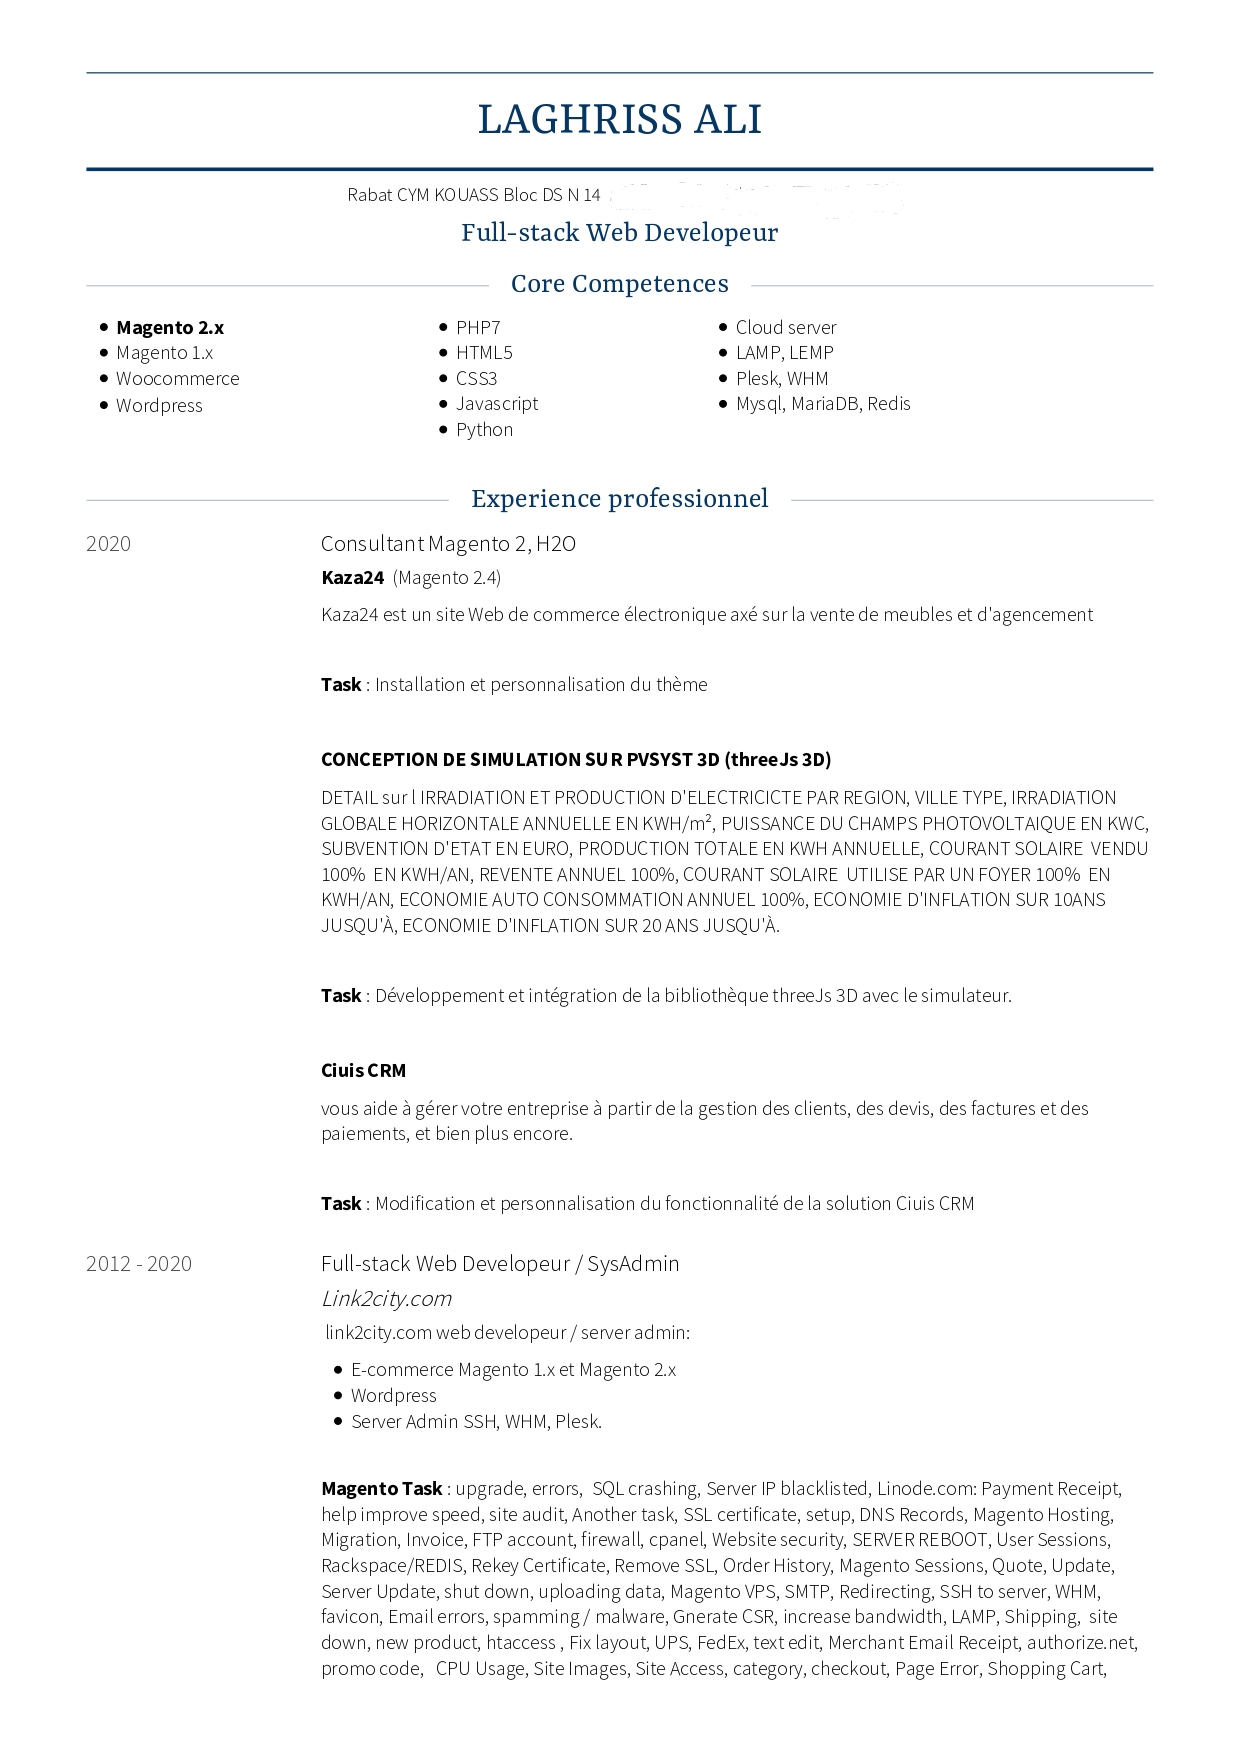 LAGHRISS ALI
Rabat CYM KOUASS Bloc DS N 14
Full-stack Web Developeur
Core Competences
Magento 2.x
Magento 1.x
Woocommerce
Wordpress
PHP7
HTML5
CSS3
Javascript
Python
Cloud server
LAMP, LEMP
Plesk, WHM
Mysql, MariaDB, Redis
Experience professionnel
2020
Consultant Magento 2, H2O
Kaza24 (Magento 2.4)
Kaza24 est un site Web de commerce électronique axé sur la vente de meubles et d'agencement
Task : Installation et personnalisation du thème
CONCEPTION DE SIMULATION SUR PVSYST 3D (threeJs 3D)
DETAIL sur l IRRADIATION ET PRODUCTION D'ELECTRICICTE PAR REGION, VILLE TYPE, IRRADIATION
GLOBALE HORIZONTALE ANNUELLE EN KWH/m², PUISSANCE DU CHAMPS PHOTOVOLTAIQUE EN KWC,
SUBVENTION D'ETAT EN EURO, PRODUCTION TOTALE EN KWH ANNUELLE, COURANT SOLAIRE VENDU
100% EN KWH/AN, REVENTE ANNUEL 100%, COURANT SOLAIRE UTILISE PAR UN FOYER 100% EN
KWH/AN, ECONOMIE AUTO CONSOMMATION ANNUEL 100%, ECONOMIE D'INFLATION SUR 10ANS
JUSQU'À, ECONOMIE D'INFLATION SUR 20 ANS JUSQU'À.
Task : Développement et intégration de la bibliothèque threeJs 3D avec le simulateur.
Ciuis CRM
vous aide à gérer votre entreprise à partir de la gestion des clients, des devis, des factures et des
paiements, et bien plus encore.
Task : Modification et personnalisation du fonctionnalité de la solution Ciuis CRM
2012 - 2020
Full-stack Web Developeur / SysAdmin
Link2city.com
link2city.com web developeur / server admin:
E-commerce Magento 1.x et Magento 2.x
Wordpress
Server Admin SSH, WHM, Plesk.
Magento Task : upgrade, errors, SQL crashing, Server IP blacklisted, Linode.com: Payment Receipt,
help improve speed, site audit, Another task, SSL certificate, setup, DNS Records, Magento Hosting,
Migration, Invoice, FTP account, firewall, cpanel, Website security, SERVER REBOOT, User Sessions,
Rackspace/REDIS, Rekey Certificate, Remove SSL, Order History, Magento Sessions, Quote, Update,
Server Update, shut down, uploading data, Magento VPS, SMTP, Redirecting, SSH to server, WHM,
favicon, Email errors, spamming / malware, Gnerate CSR, increase bandwidth, LAMP, Shipping, site
down, new product, htaccess , Fix layout, UPS, FedEx, text edit, Merchant Email Receipt, authorize.net,
promo code, CPU Usage, Site Images, Site Access, category, checkout, Page Error, Shopping Cart,